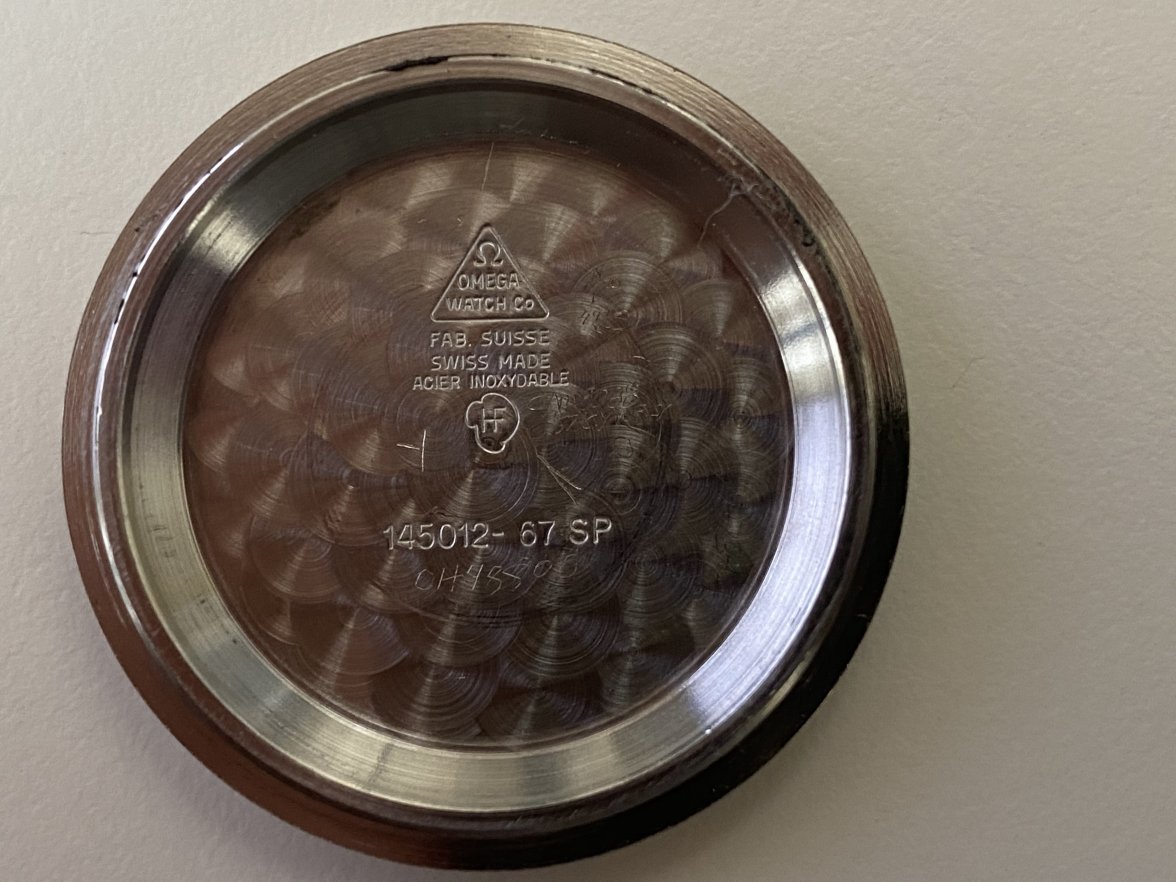 Ω
OMEGA
WATCH Co
FAB. SUISSE
SWISS MADE
ACIER INOXYDABLE
HF
145012- 67 SP